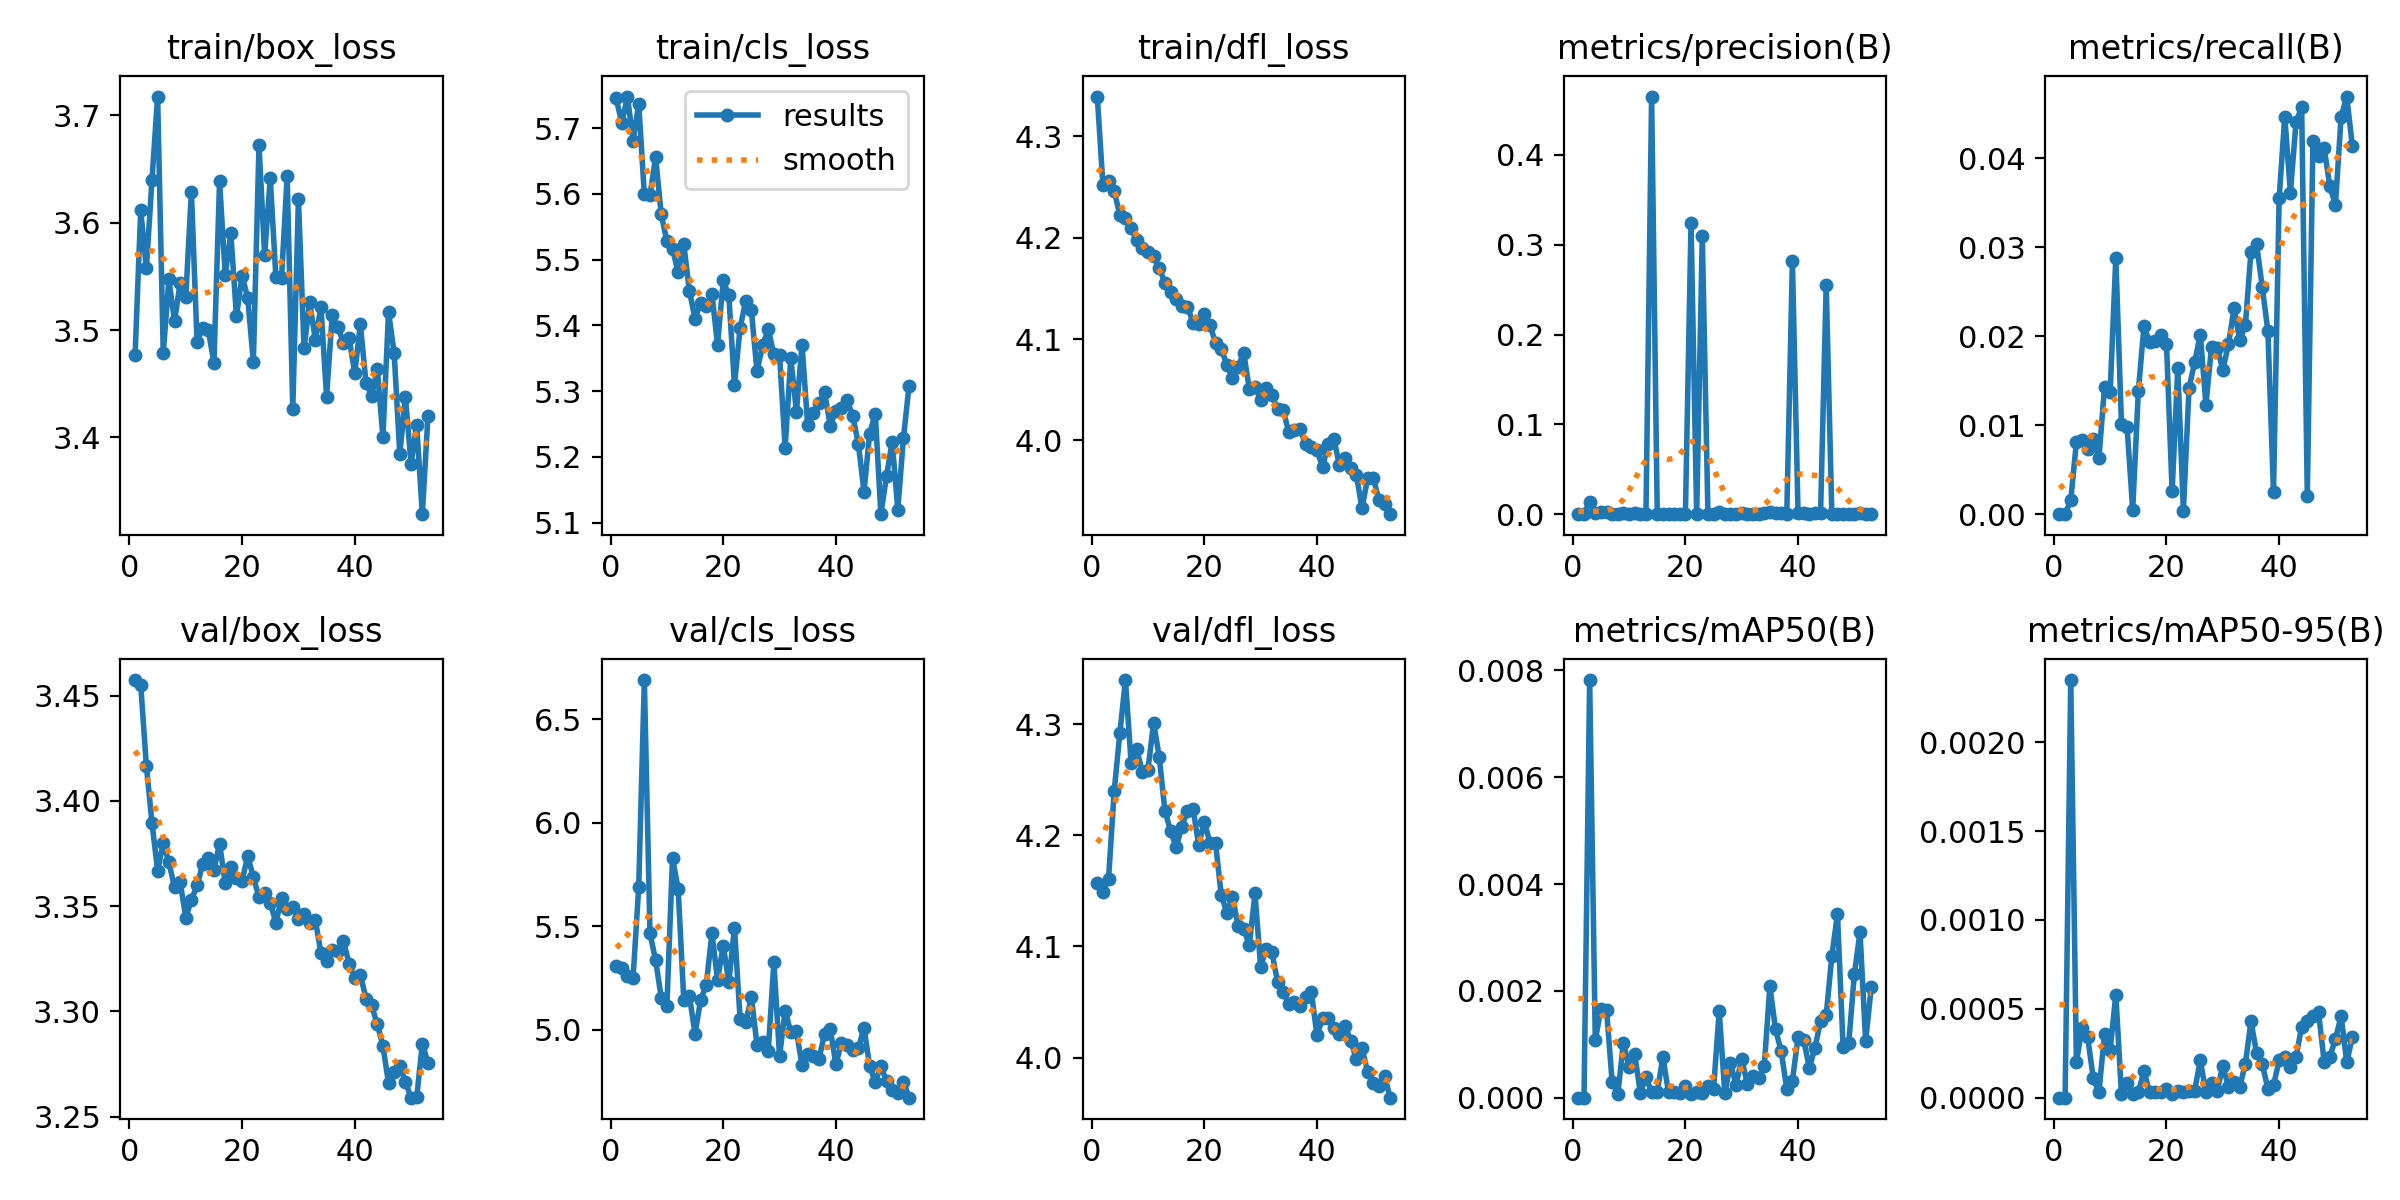 train/box_loss
3.7
3.6
3.5
3.4
0 20 40
train/cls_loss
results
smooth
5.7
5.6
5.5
5.4
5.3
5.2
5.1
0 20 40
train/dfl_loss
4.3
4.2
4.1
4.0
0 20 40
metrics/precision(B)
0.4
0.3
0.2
0.1
0.0
0 20 40
metrics/recall(B)
0.04
0.03
0.02
0.01
0.00
0 20 40
val/box_loss
3.45
3.40
3.35
3.30
3.25
0 20 40
val/cls_loss
6.5
6.0
5.5
5.0
0 20 40
val/dfl_loss
4.3
4.2
4.1
4.0
0 20 40
metrics/mAP50(B)
0.008
0.006
0.004
0.002
0.000
0 20 40
metrics/mAP50-95(B)
0.0020
0.0015
0.0010
0.0005
0.0000
0 20 40